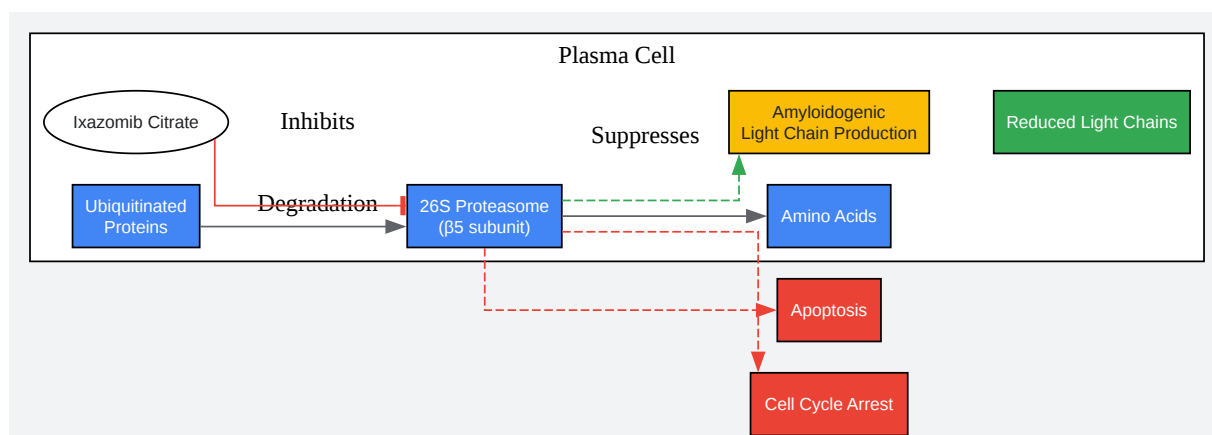 Plasma Cell
Ixazomib Citrate
Inhibits
Suppresses
Amyloidogenic
Light Chain Production
Reduced Light Chains
Ubiquitinated
Proteins
Degradation
26S Proteasome
(β5 subunit)
Amino Acids
Apoptosis
Cell Cycle Arrest